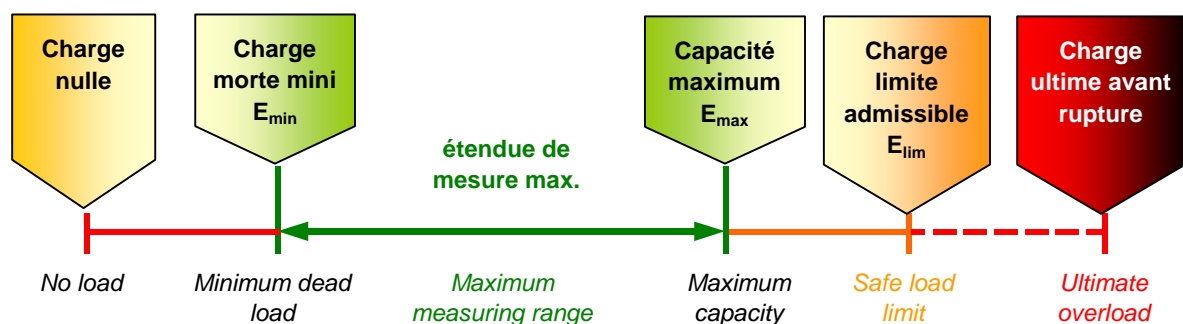 Charge
nulle
Charge
morte mini
Emin
Capacité
maximum
Emax
Charge
limite
admissible
Elim
Charge
ultime avant
rupture
étendue de
mesure max.
No load
Minimum dead
load
Maximum
measuring range
Maximum
capacity
Safe load
limit
Ultimate
overload